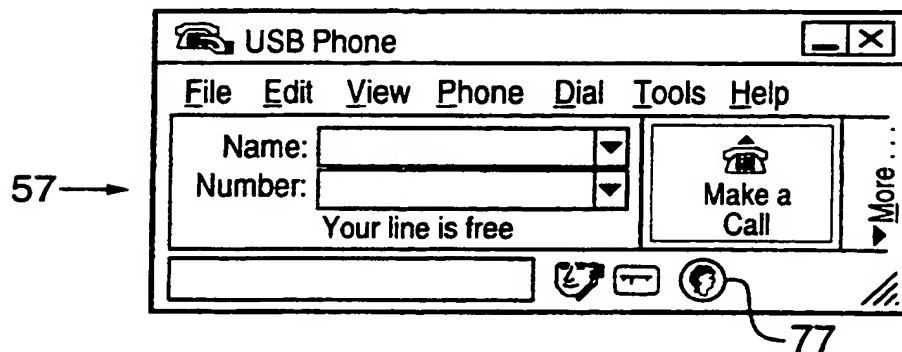 USB Phone
File Edit View Phone Dial Tools Help
Name:
Number:
Your line is free
Make a
Call
More...
57
77